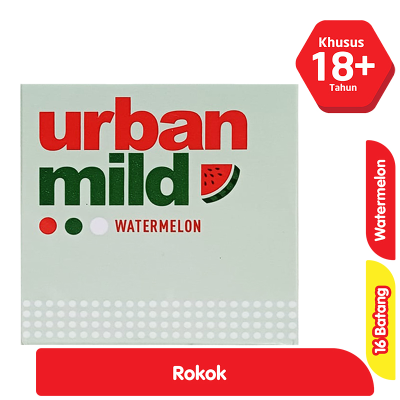 Khusus
18+
Tahun
urban
mild
WATERMELON
Watermelon
16 Batang
Rokok